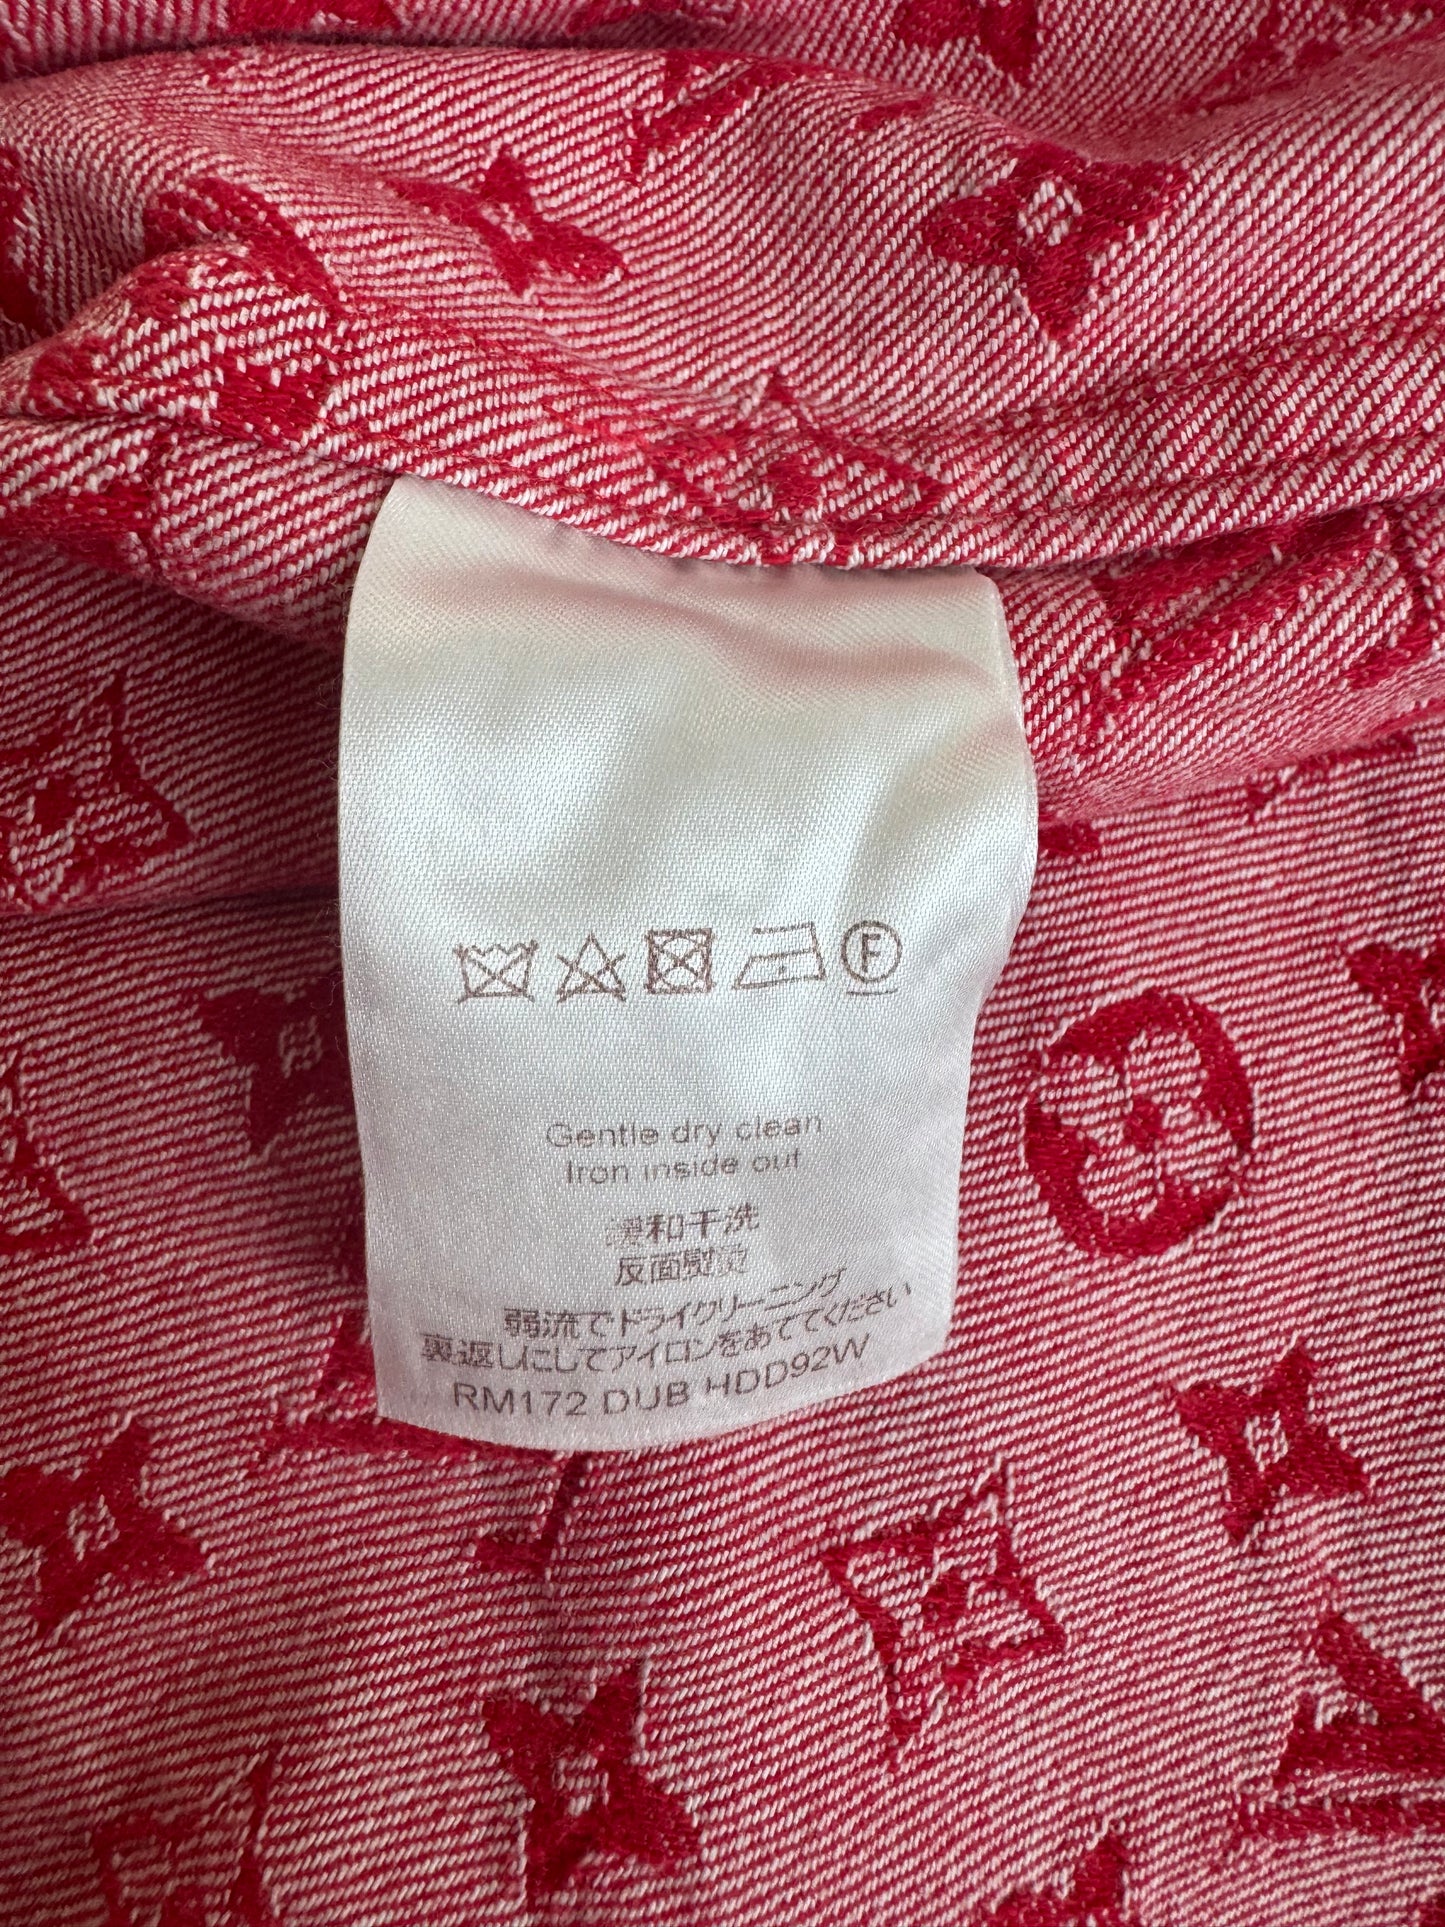 F
Gentle dry clean
Iron inside out
缓和干洗
反面熨烫
弱流でドライクリーニング
裏返しにしてアイロンをあててください
RM172 DUB HDD92W